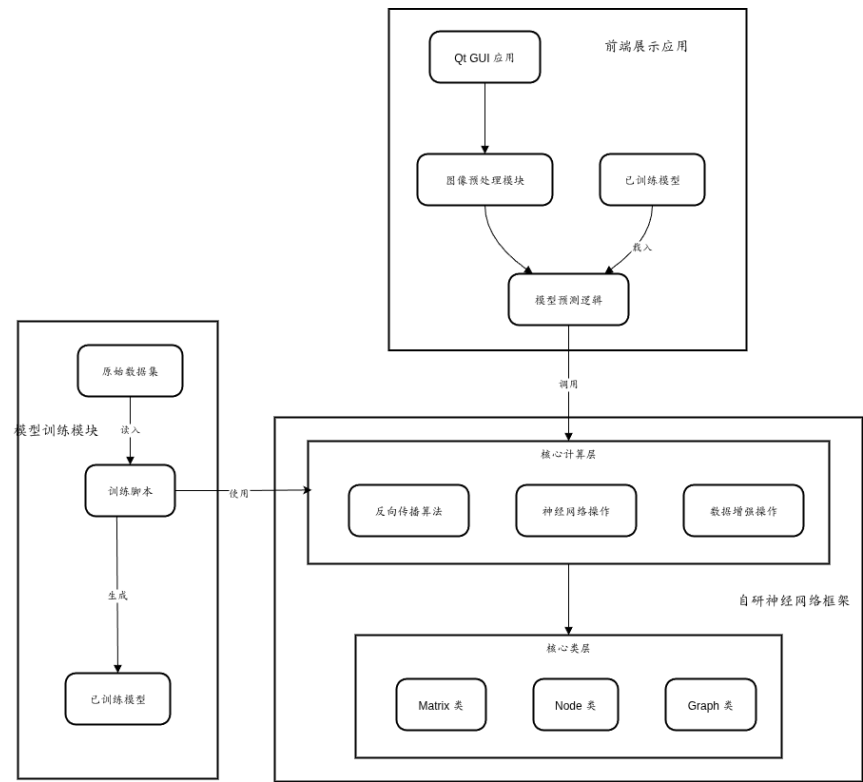 前端展示应用
Qt GUI 应用
图像预处理模块
已训练模型
载入
模型预测逻辑
调用
原始数据集
模型训练模块
读入
训练脚本
使用
生成
已训练模型
核心计算层
反向传播算法
神经网络操作
数据增强操作
自研神经网络框架
核心类层
Matrix 类
Node 类
Graph 类